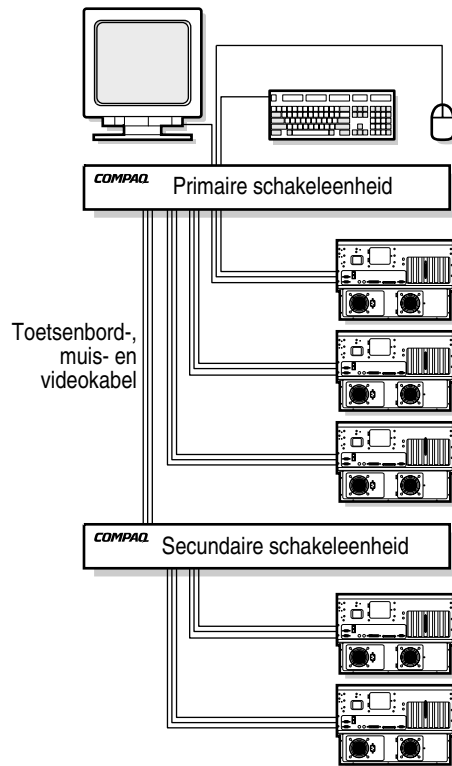 COMPAQ Primaire schakeleenheid
Toetsenbord-,
muis- en
videokabel
COMPAQ Secundaire schakeleenheid